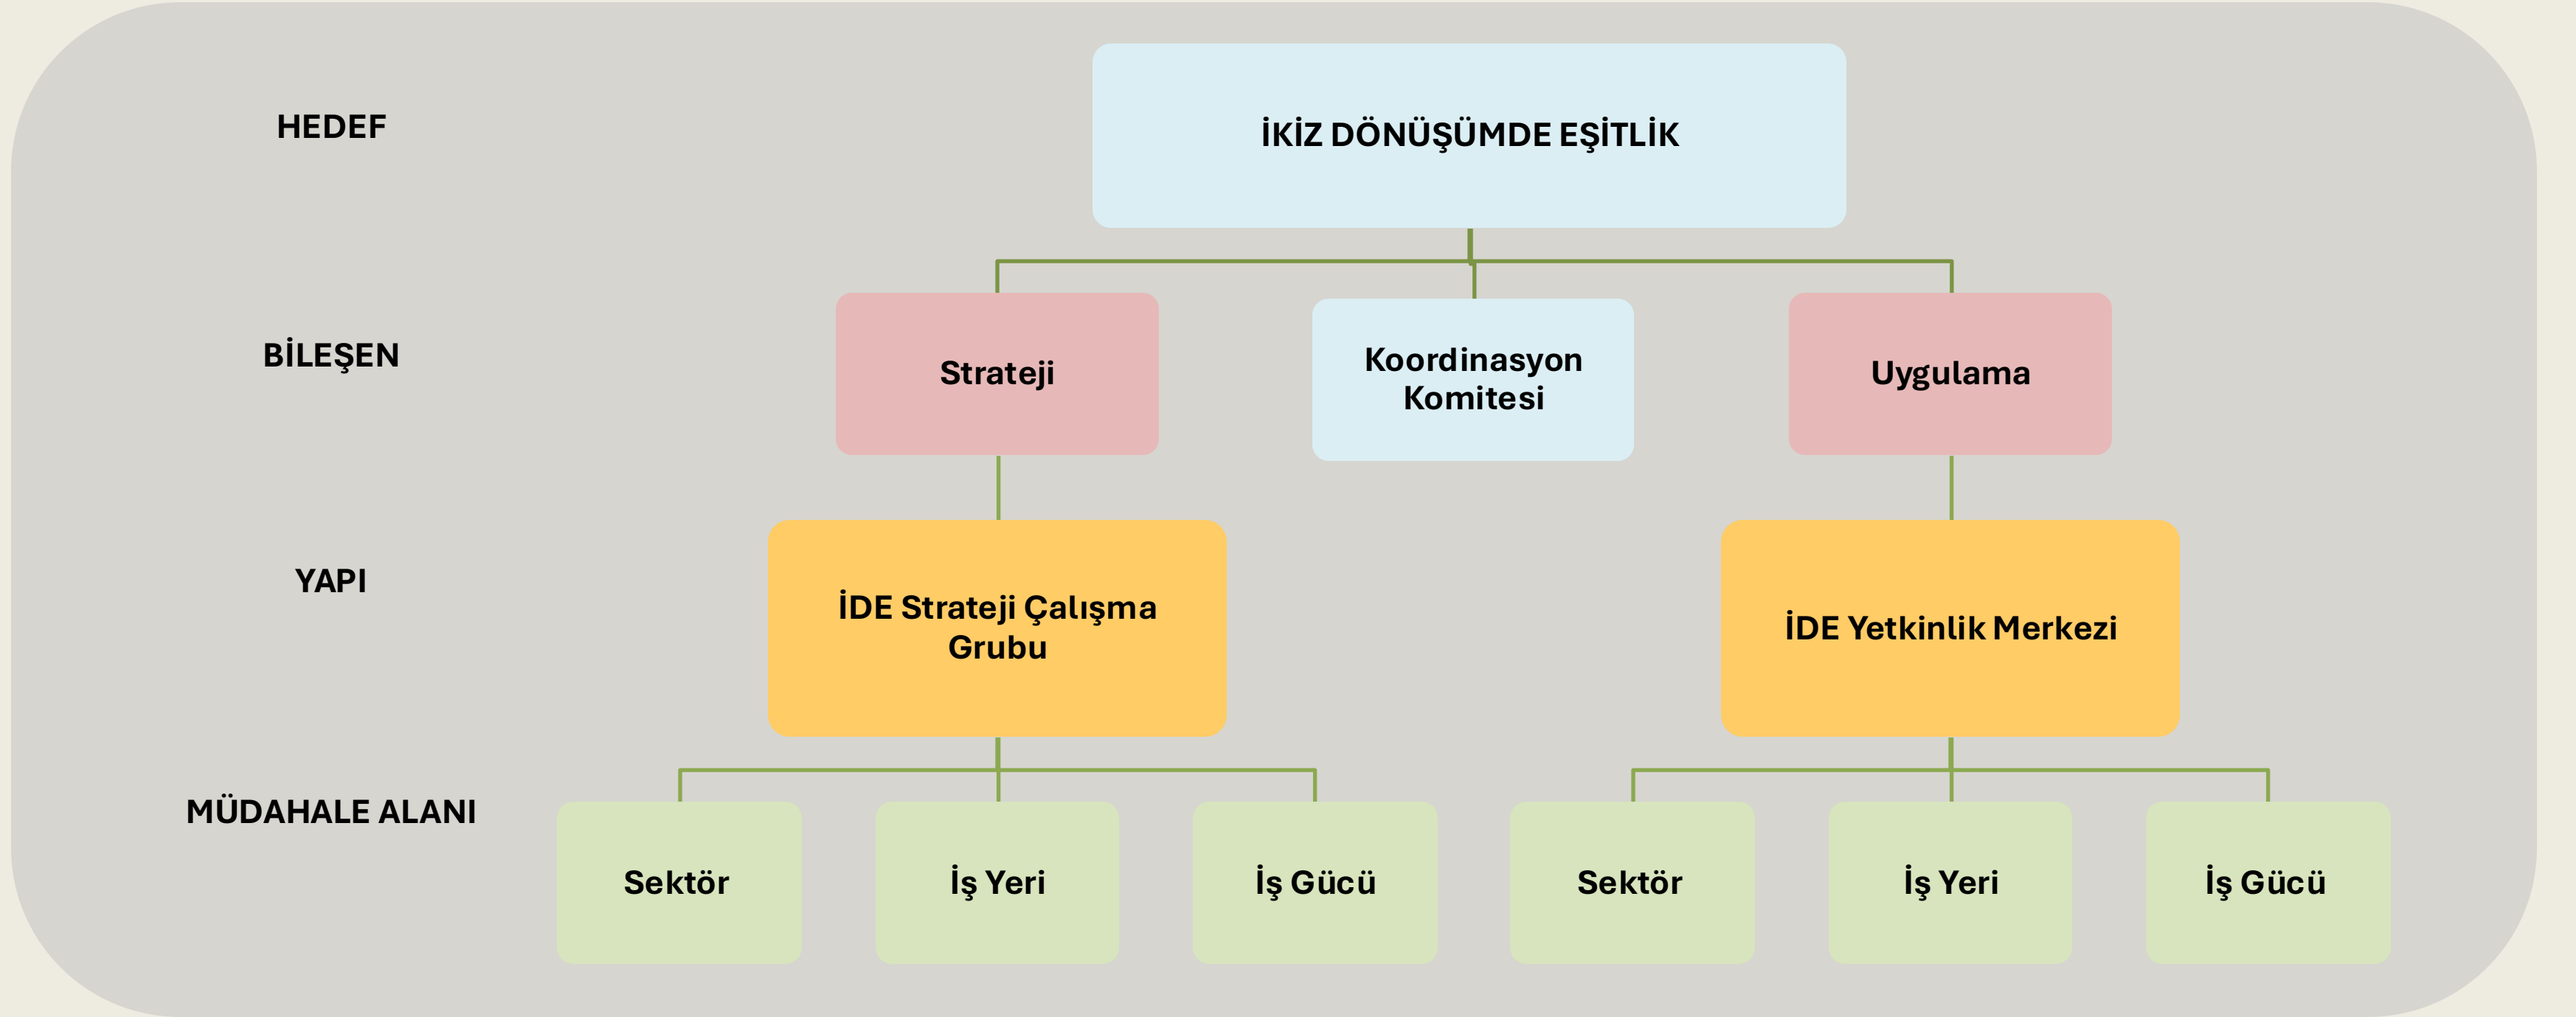 HEDEF
İKİZ DÖNÜŞÜMDE EŞİTLİK
BİLEŞEN
Strateji
Koordinasyon
Komitesi
Uygulama
YAPI
İDE Strateji Çalışma
Grubu
İDE Yetkinlik Merkezi
MÜDAHALE ALANI
Sektör
İş Yeri
İş Gücü
Sektör
İş Yeri
İş Gücü